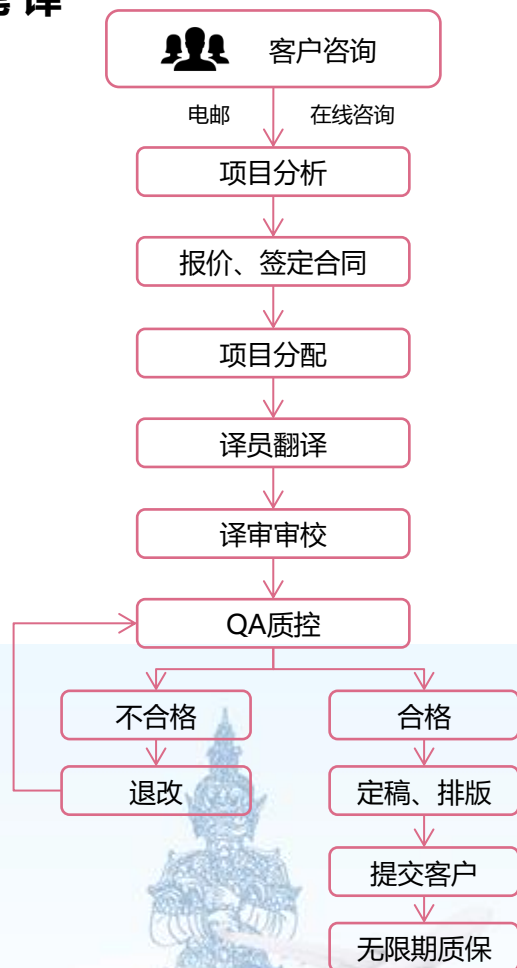 译
客户咨询
电邮 在线咨询
项目分析
报价、签定合同
项目分配
译员翻译
译审审校
QA质控
不合格 合格
退改 定稿、排版
提交客户
无限期质保